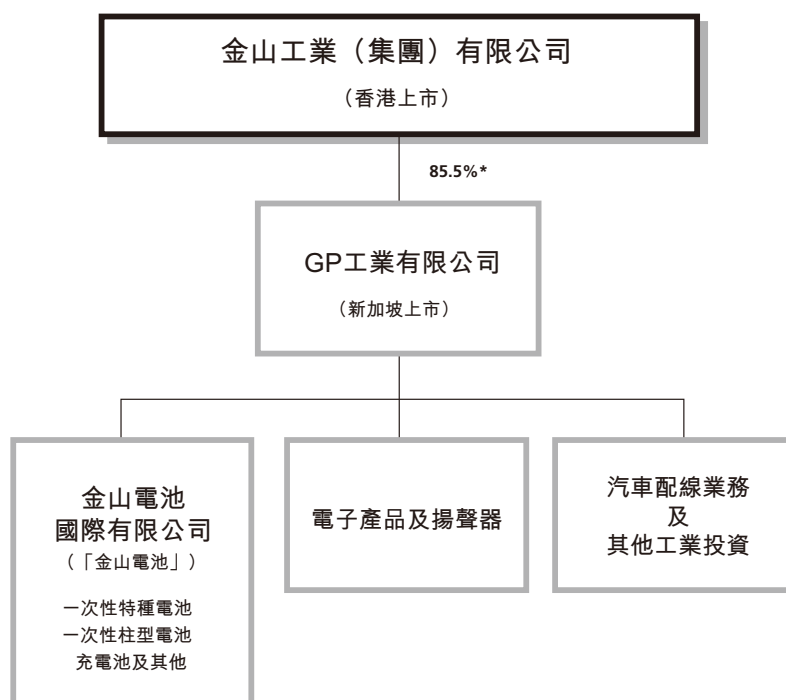 金山工業（集團）有限公司
（香港上市）
85.5%*
GP工業有限公司
（新加坡上市）
金山電池
國際有限公司
（「金山電池」）
一次性特種電池
一次性柱型電池
充電池及其他
電子產品及揚聲器
汽車配線業務
及
其他工業投資